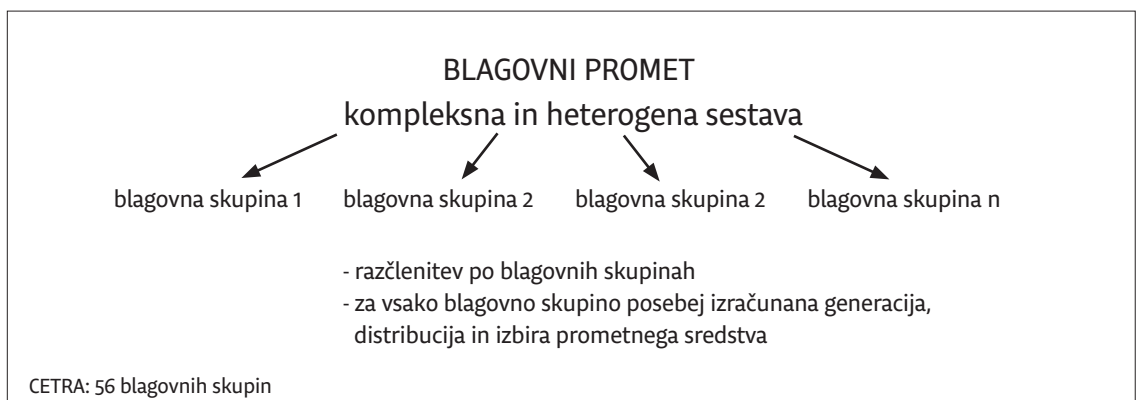 BLAGOVNI PROMET
kompleksna in heterogena sestava
blagovna skupina 1 blagovna skupina 2 blagovna skupina 2 blagovna skupina n
- razčlenitev po blagovnih skupinah
- za vsako blagovno skupino posebej izračunana generacija,
distribucija in izbira prometnega sredstva
CETRA: 56 blagovnih skupin